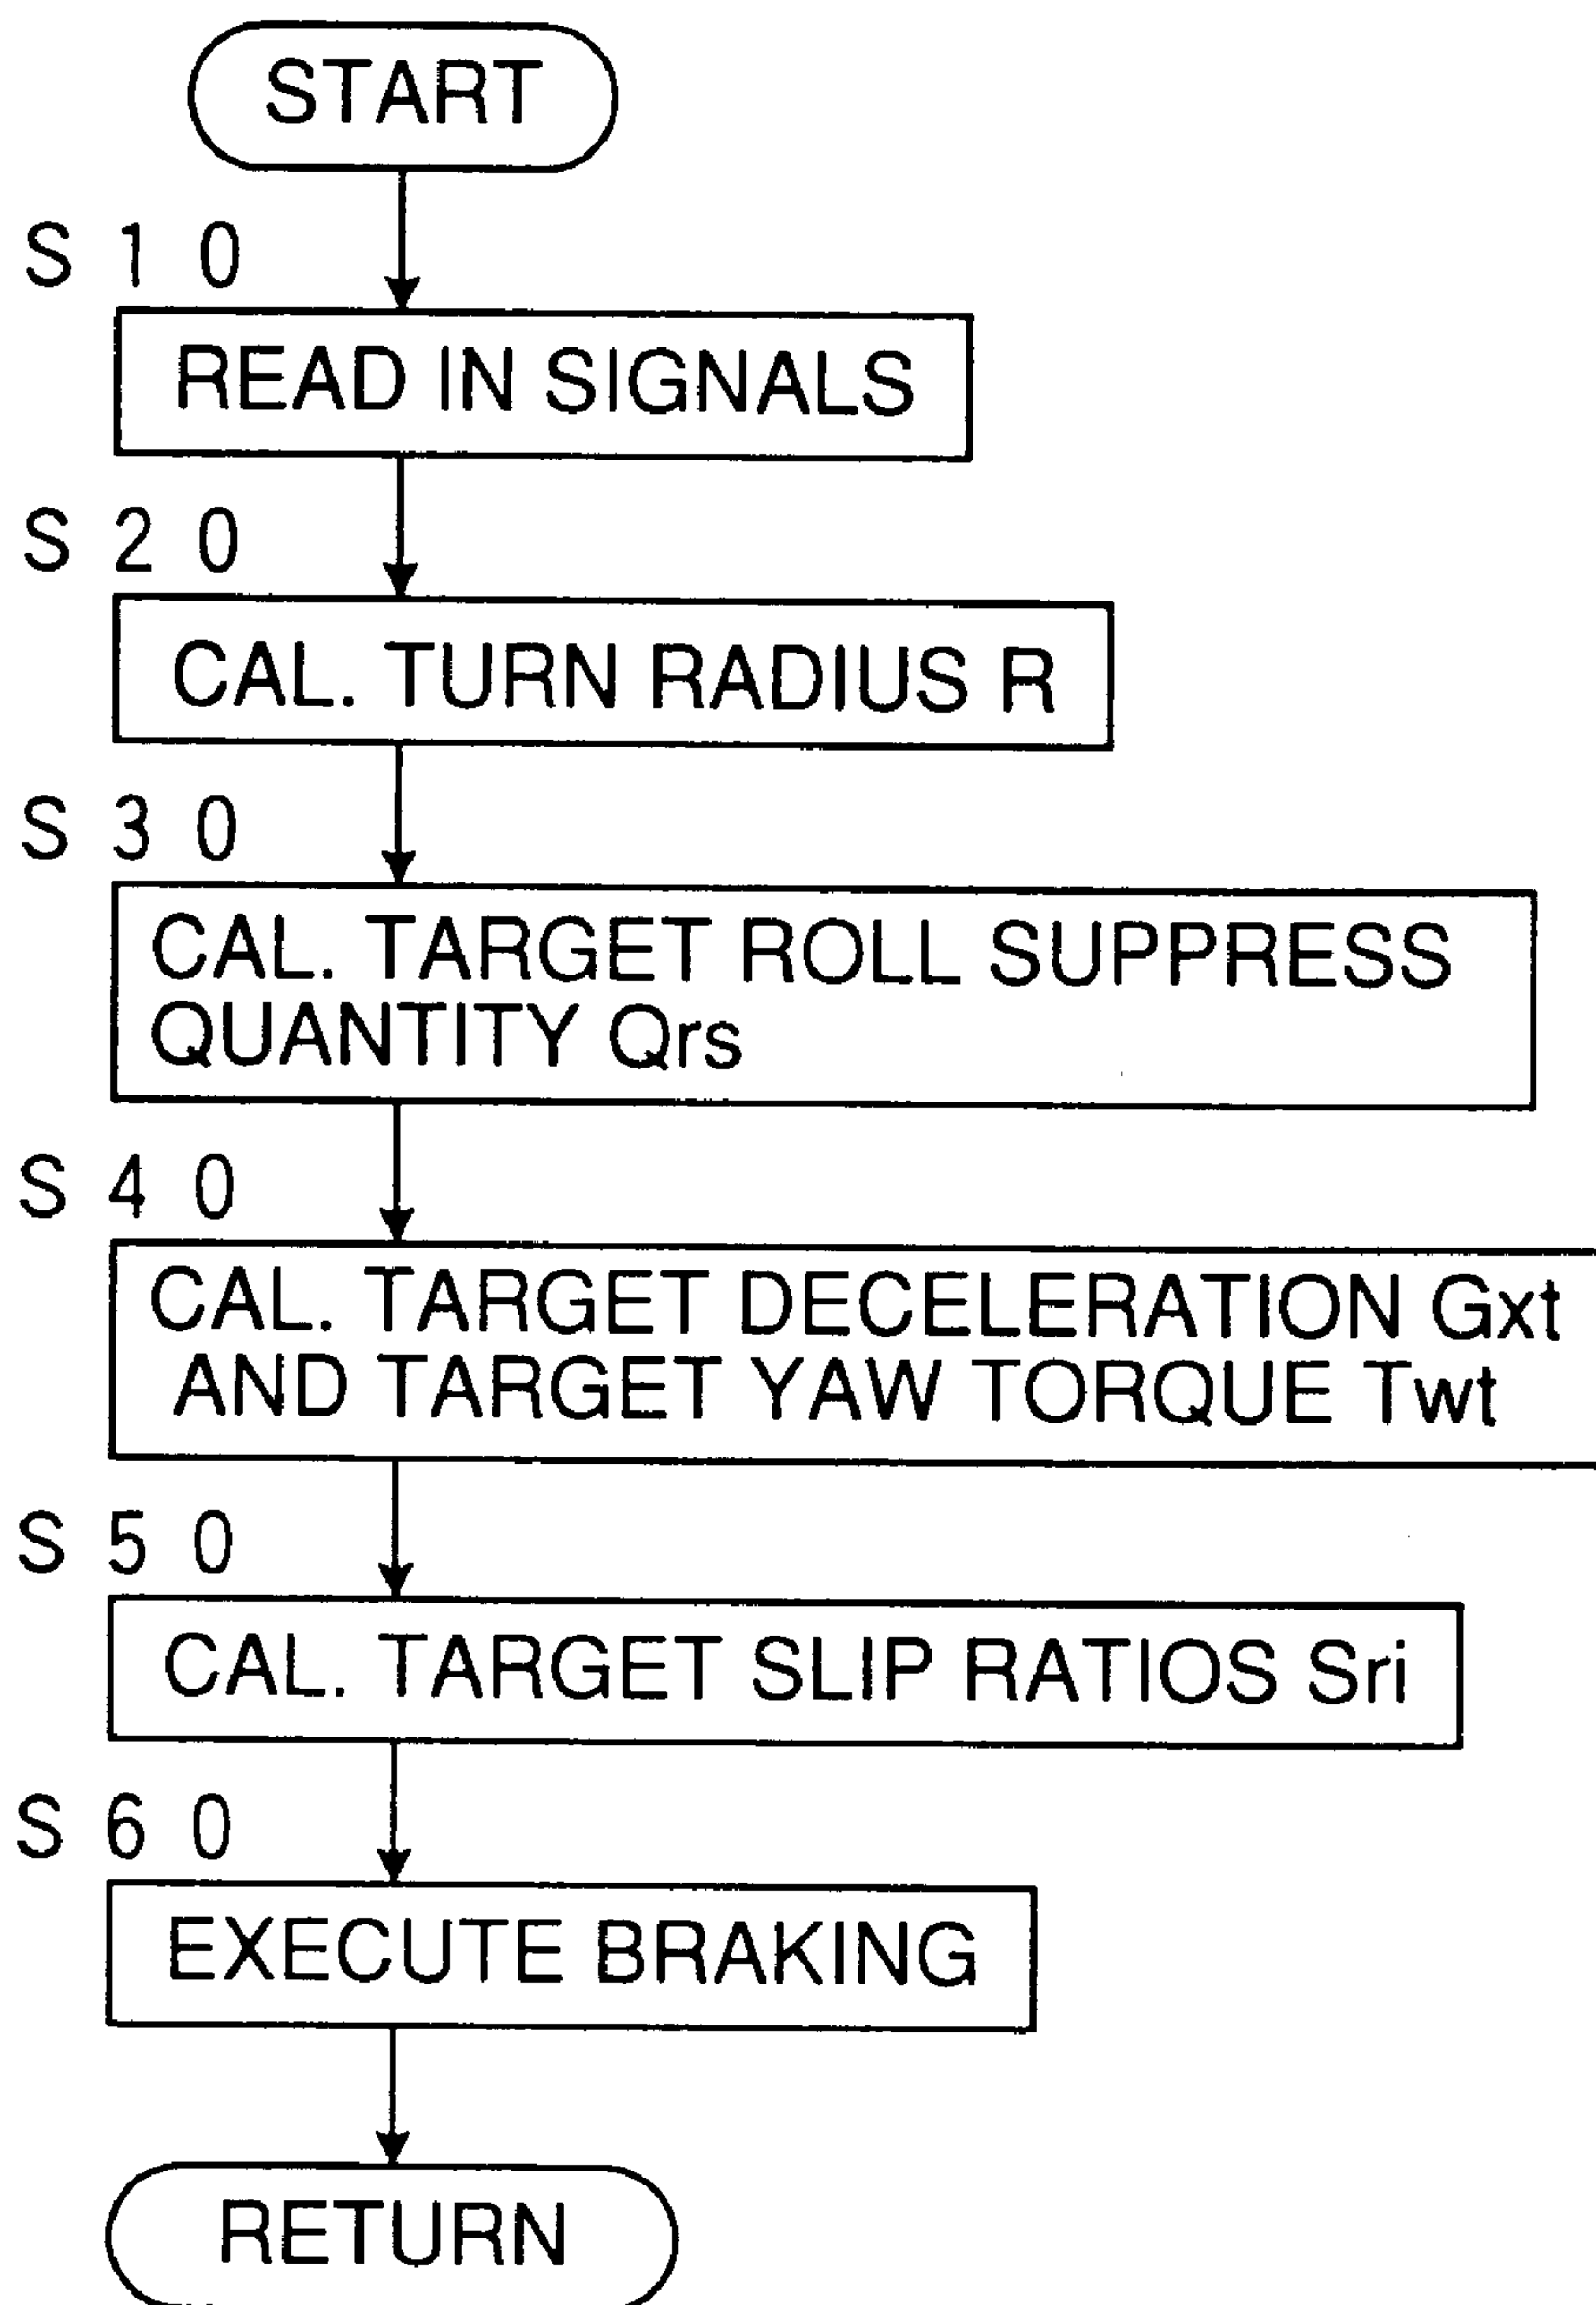 START
S 1 0
READ IN SIGNALS
S 2 0
CAL. TURN RADIUS R
S 3 0
CAL. TARGET ROLL SUPPRESS
QUANTITY Qrs
S 4 0
CAL. TARGET DECELERATION Gxt
AND TARGET YAW TORQUE Twt
S 5 0
CAL. TARGET SLIP RATIOS Sri
S 6 0
EXECUTE BRAKING
RETURN